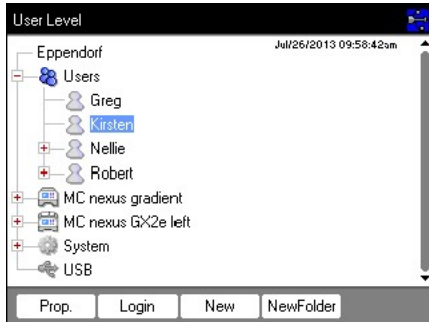 User Level
Jul/26/2013 09:58:42am
Eppendorf
Users
Greg
Kirsten
Nellie
Robert
MC nexus gradient
MC nexus GX2e left
System
USB
Prop. Login New NewFolder